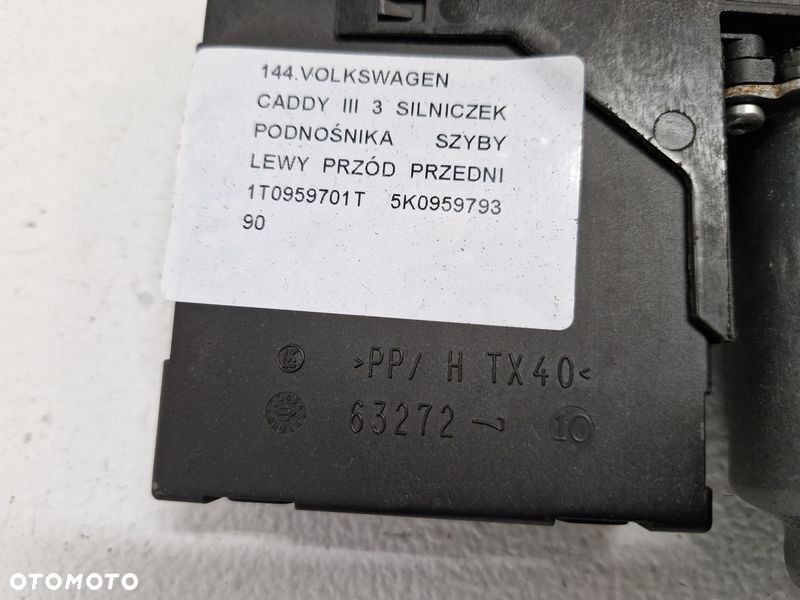 144.VOLKSWAGEN
CADDY III 3 SILNICZEK
PODNOŚNIKA SZYBY
LEWY PRZÓD PRZEDNI
1T0959701T 5K0959793
90
>PP/ H TX40<
63272-7 10
OTOMOTO